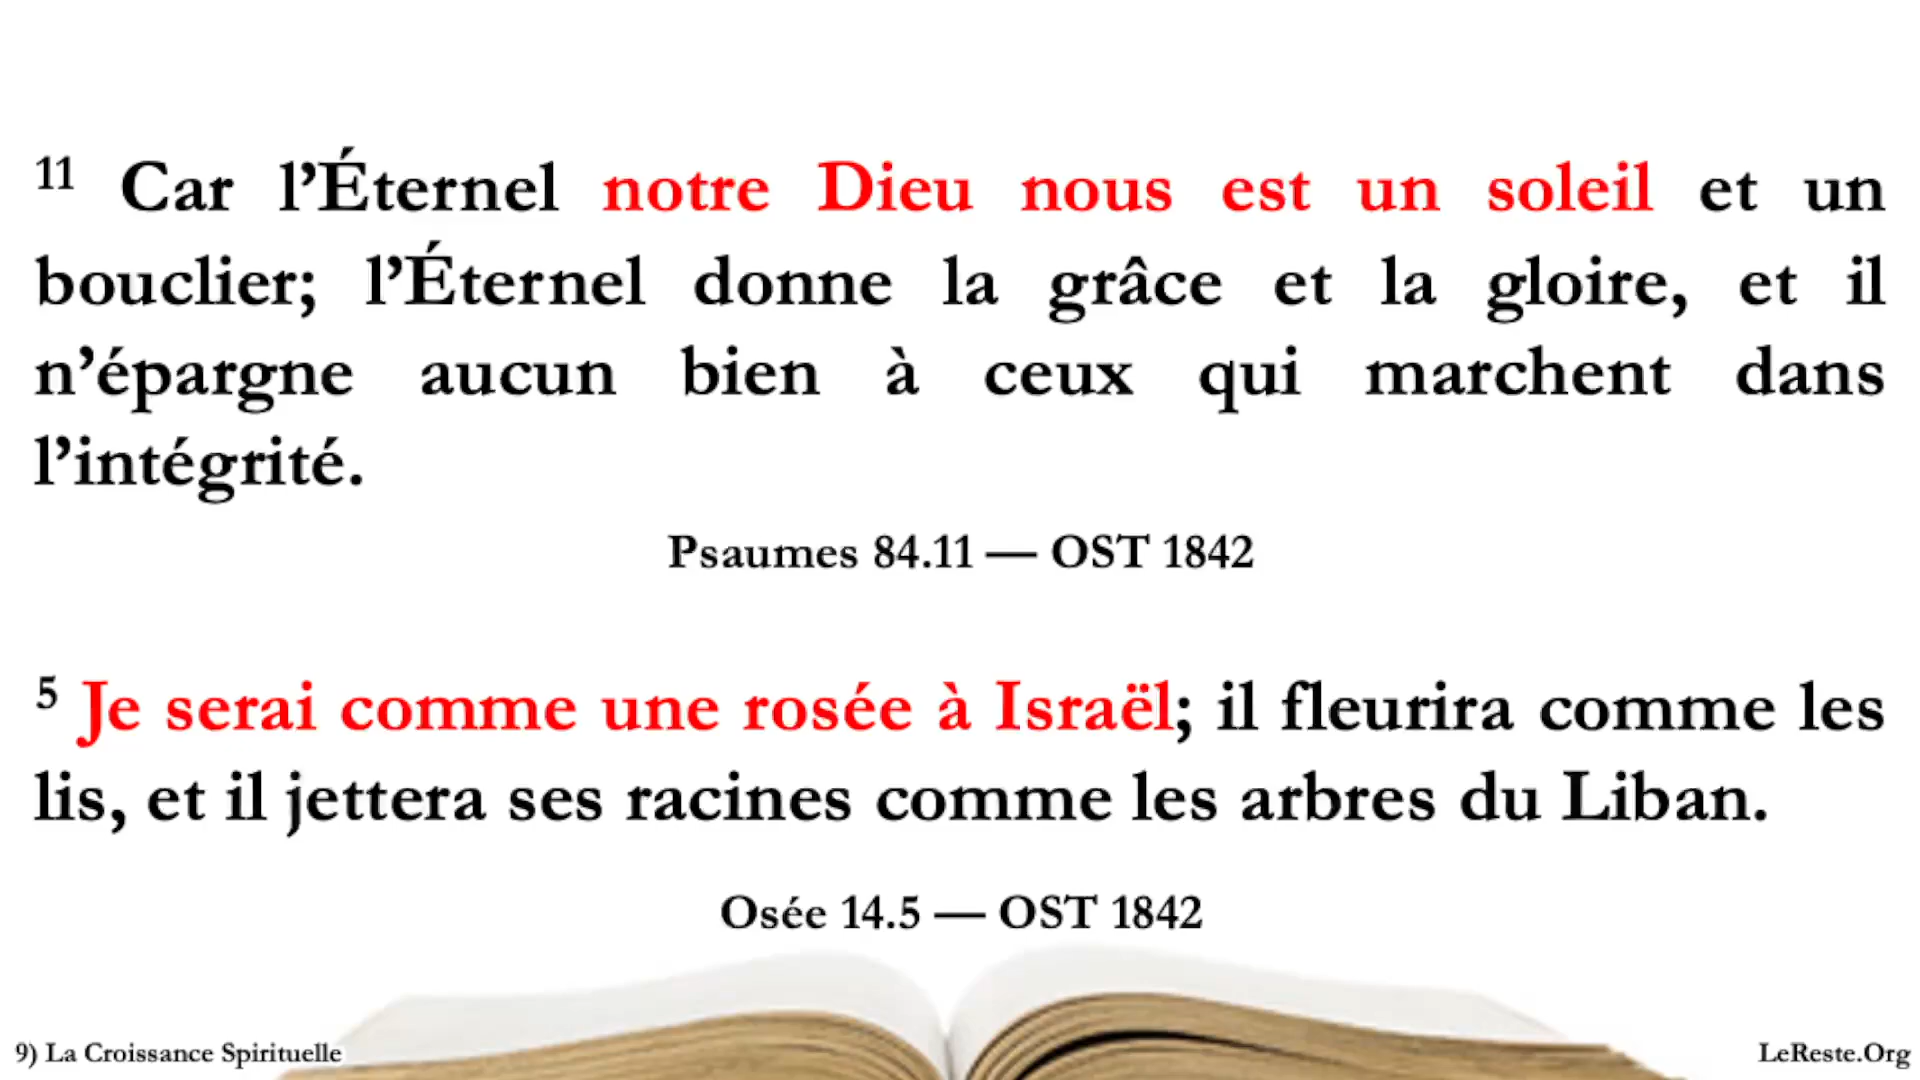 11 Car l’Éternel notre Dieu nous est un soleil et un
bouclier; l’Éternel donne la grâce et la gloire, et il
n’épargne aucun bien à ceux qui marchent dans
l’intégrité.
Psaumes 84.11 — OST 1842
5 Je serai comme une rosée à Israël; il fleurira comme les
lis, et il jettera ses racines comme les arbres du Liban.
Osée 14.5 — OST 1842
9) La Croissance Spirituelle
LeReste.Org